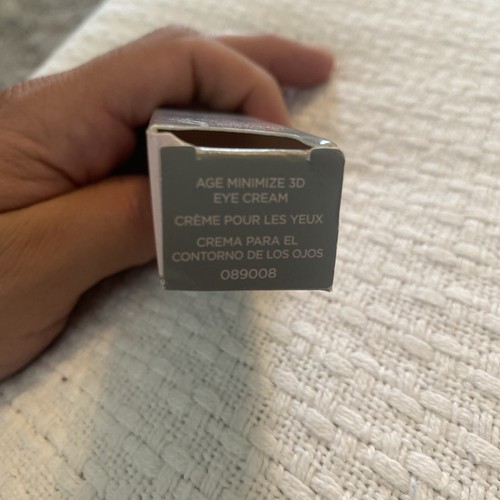 AGE MINIMIZE 3D
EYE CREAM
CRÈME POUR LES YEUX
CREMA PARA EL
CONTORNO DE LOS OJOS
089008